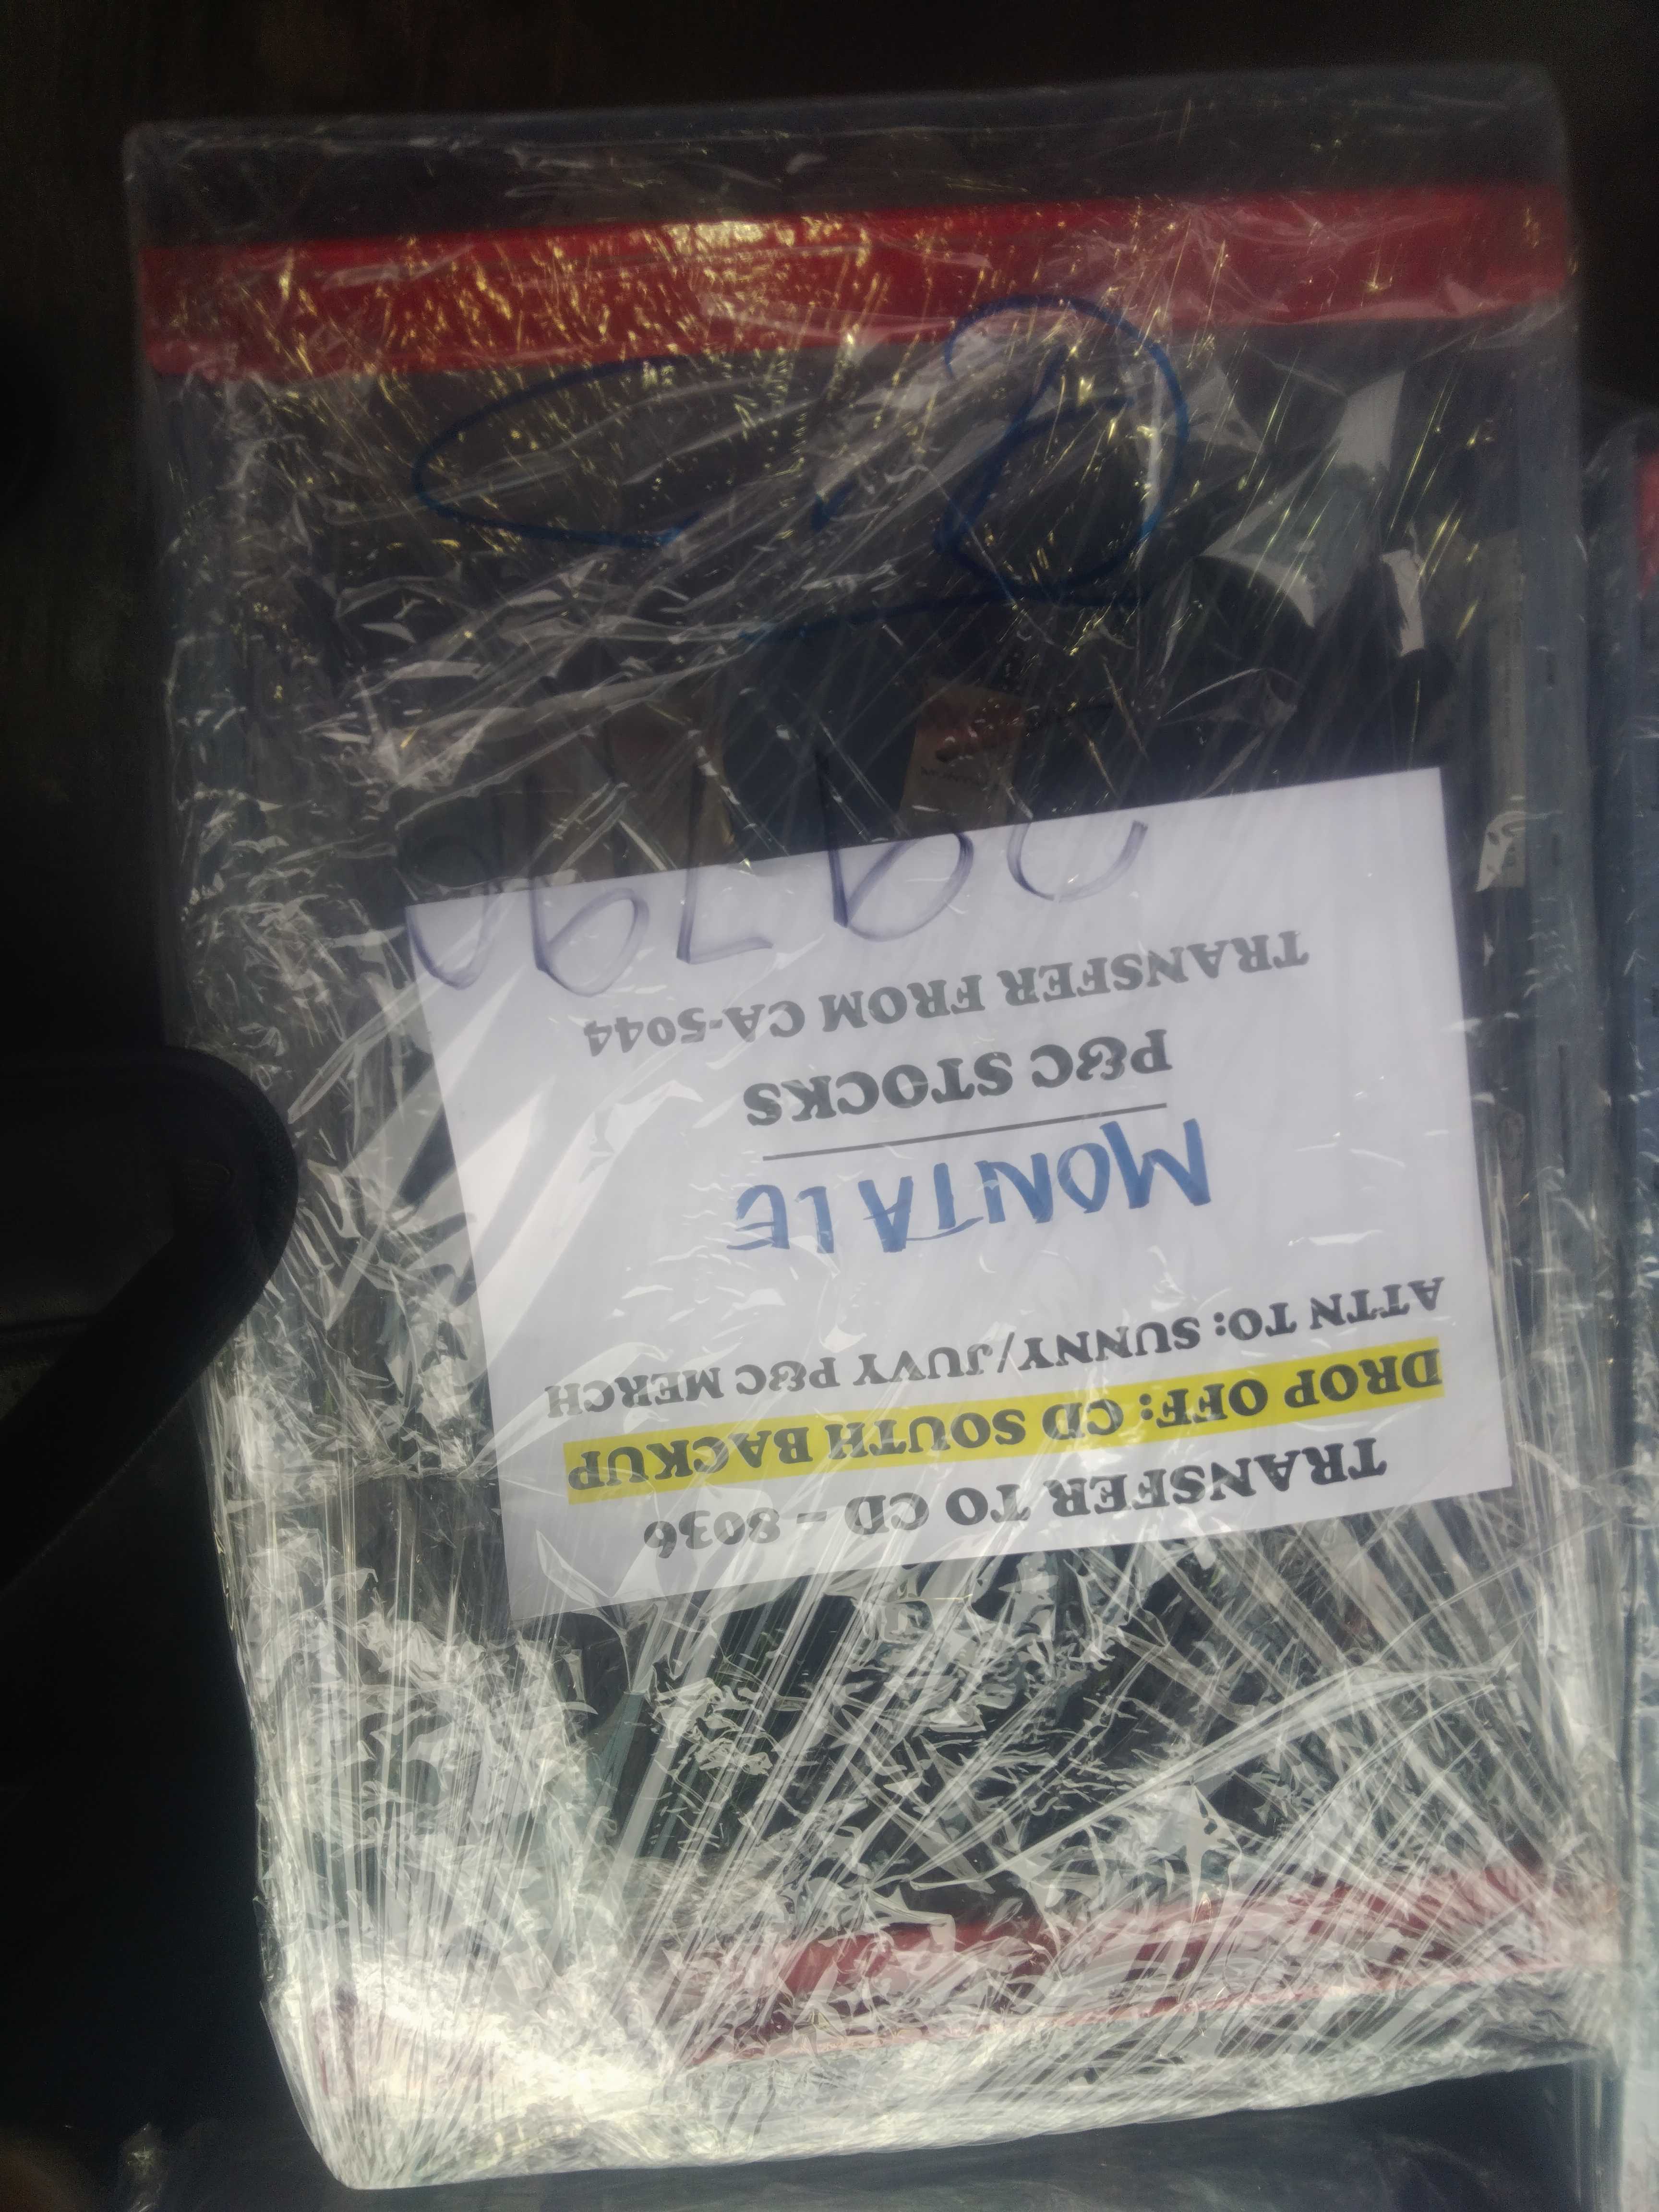 TRANSFER TO CD – 8036
DROP OFF: CD SOUTH BACKUP
ATTN TO: SUNNY/JUVY P&C MERCH
MONTALE
P&C STOCKS
TRANSFER FROM CA-5044